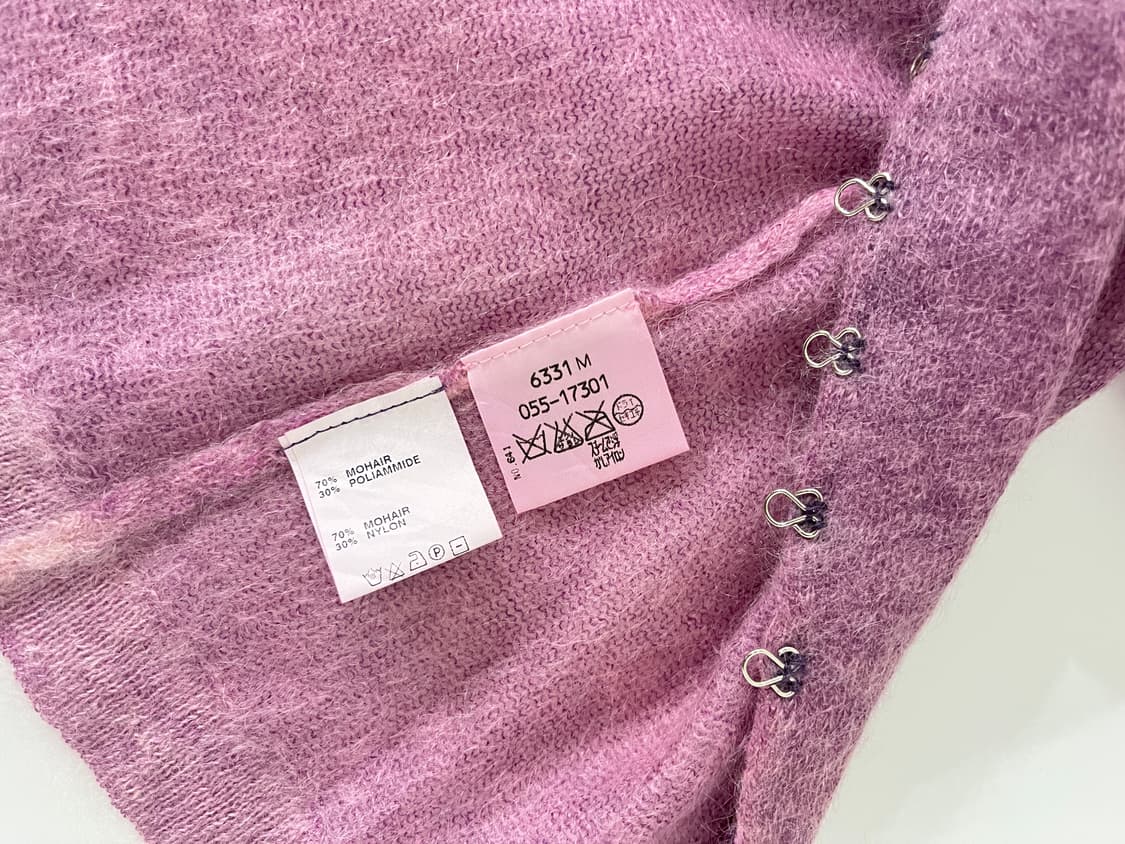 70% MOHAIR
30% POLIAMMIDE
70% MOHAIR
30% NYLON
P
6331 M
055-17301
NO. 641